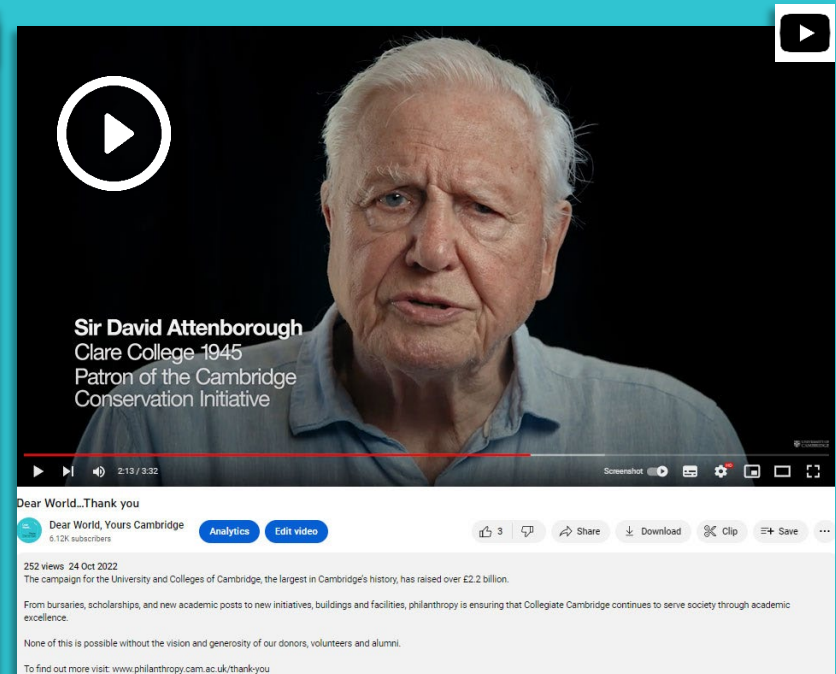 Sir David Attenborough
Clare College 1945
Patron of the Cambridge
Conservation Initiative
UNIVERSITY OF
CAMBRIDGE
2:13 / 3:32
Screenshot
HD
Dear World...Thank you
Dear World, Yours Cambridge
6.12K subscribers
Analytics
Edit video
3
Share
Download
Clip
Save
252 views 24 Oct 2022
The campaign for the University and Colleges of Cambridge, the largest in Cambridge's history, has raised over £2.2 billion.
From bursaries, scholarships, and new academic posts to new initiatives, buildings and facilities, philanthropy is ensuring that Collegiate Cambridge continues to serve society through academic
excellence.
None of this is possible without the vision and generosity of our donors, volunteers and alumni.
To find out more visit: www.philanthropy.cam.ac.uk/thank-you